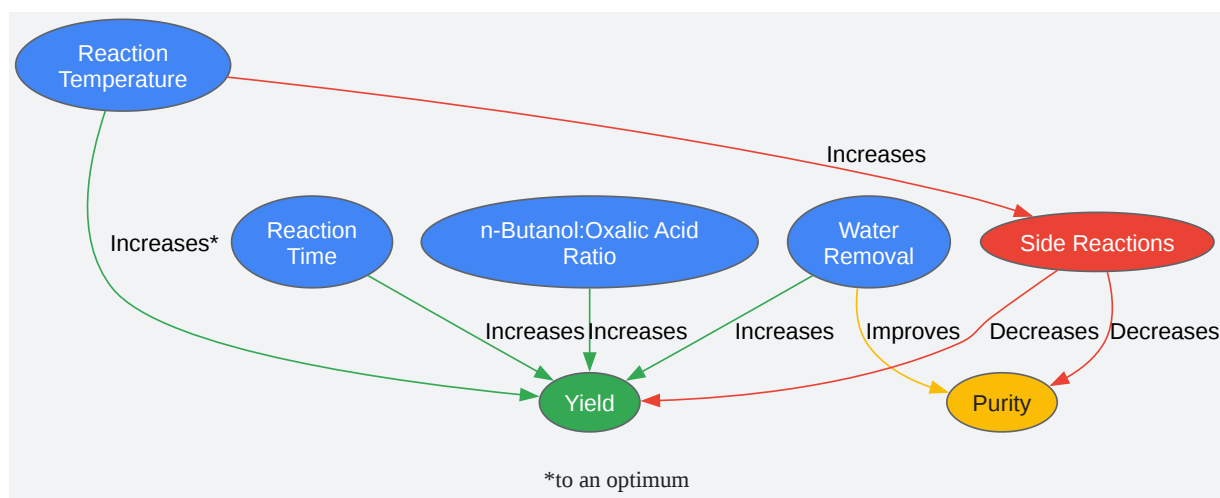 Reaction
Temperature
Increases
Reaction
Time
n-Butanol:Oxalic Acid
Ratio
Water
Removal
Side Reactions
Increases*
Increases
Increases
Increases
Improves
Decreases
Decreases
Yield
Purity
*to an optimum